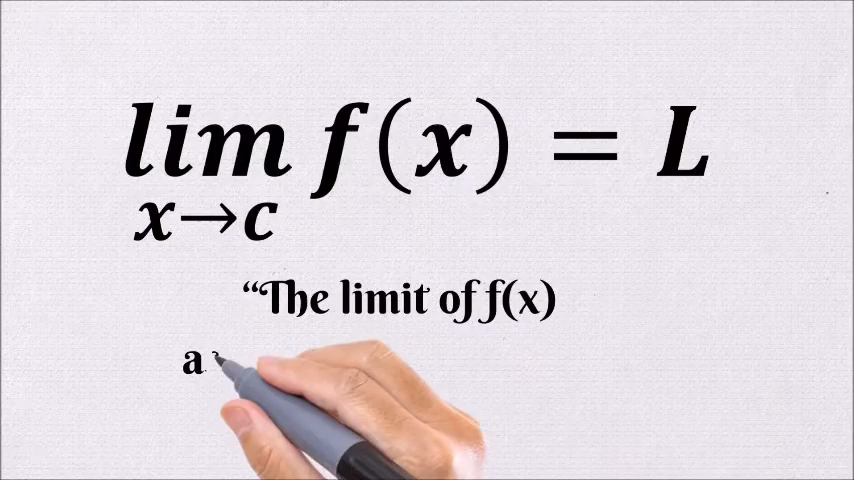 lim f(x) = L
x→c
“The limit of f(x)
a